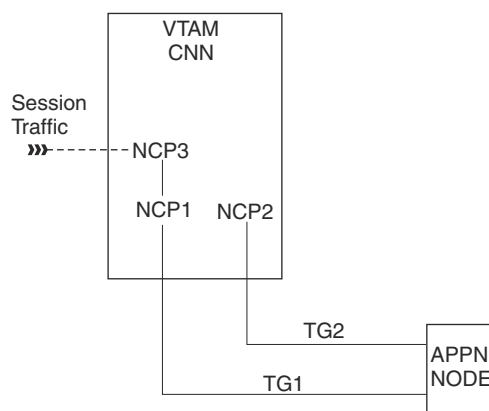 VTAM
CNN
Session
Traffic
NCP3
NCP1
NCP2
TG2
TG1
APPN
NODE